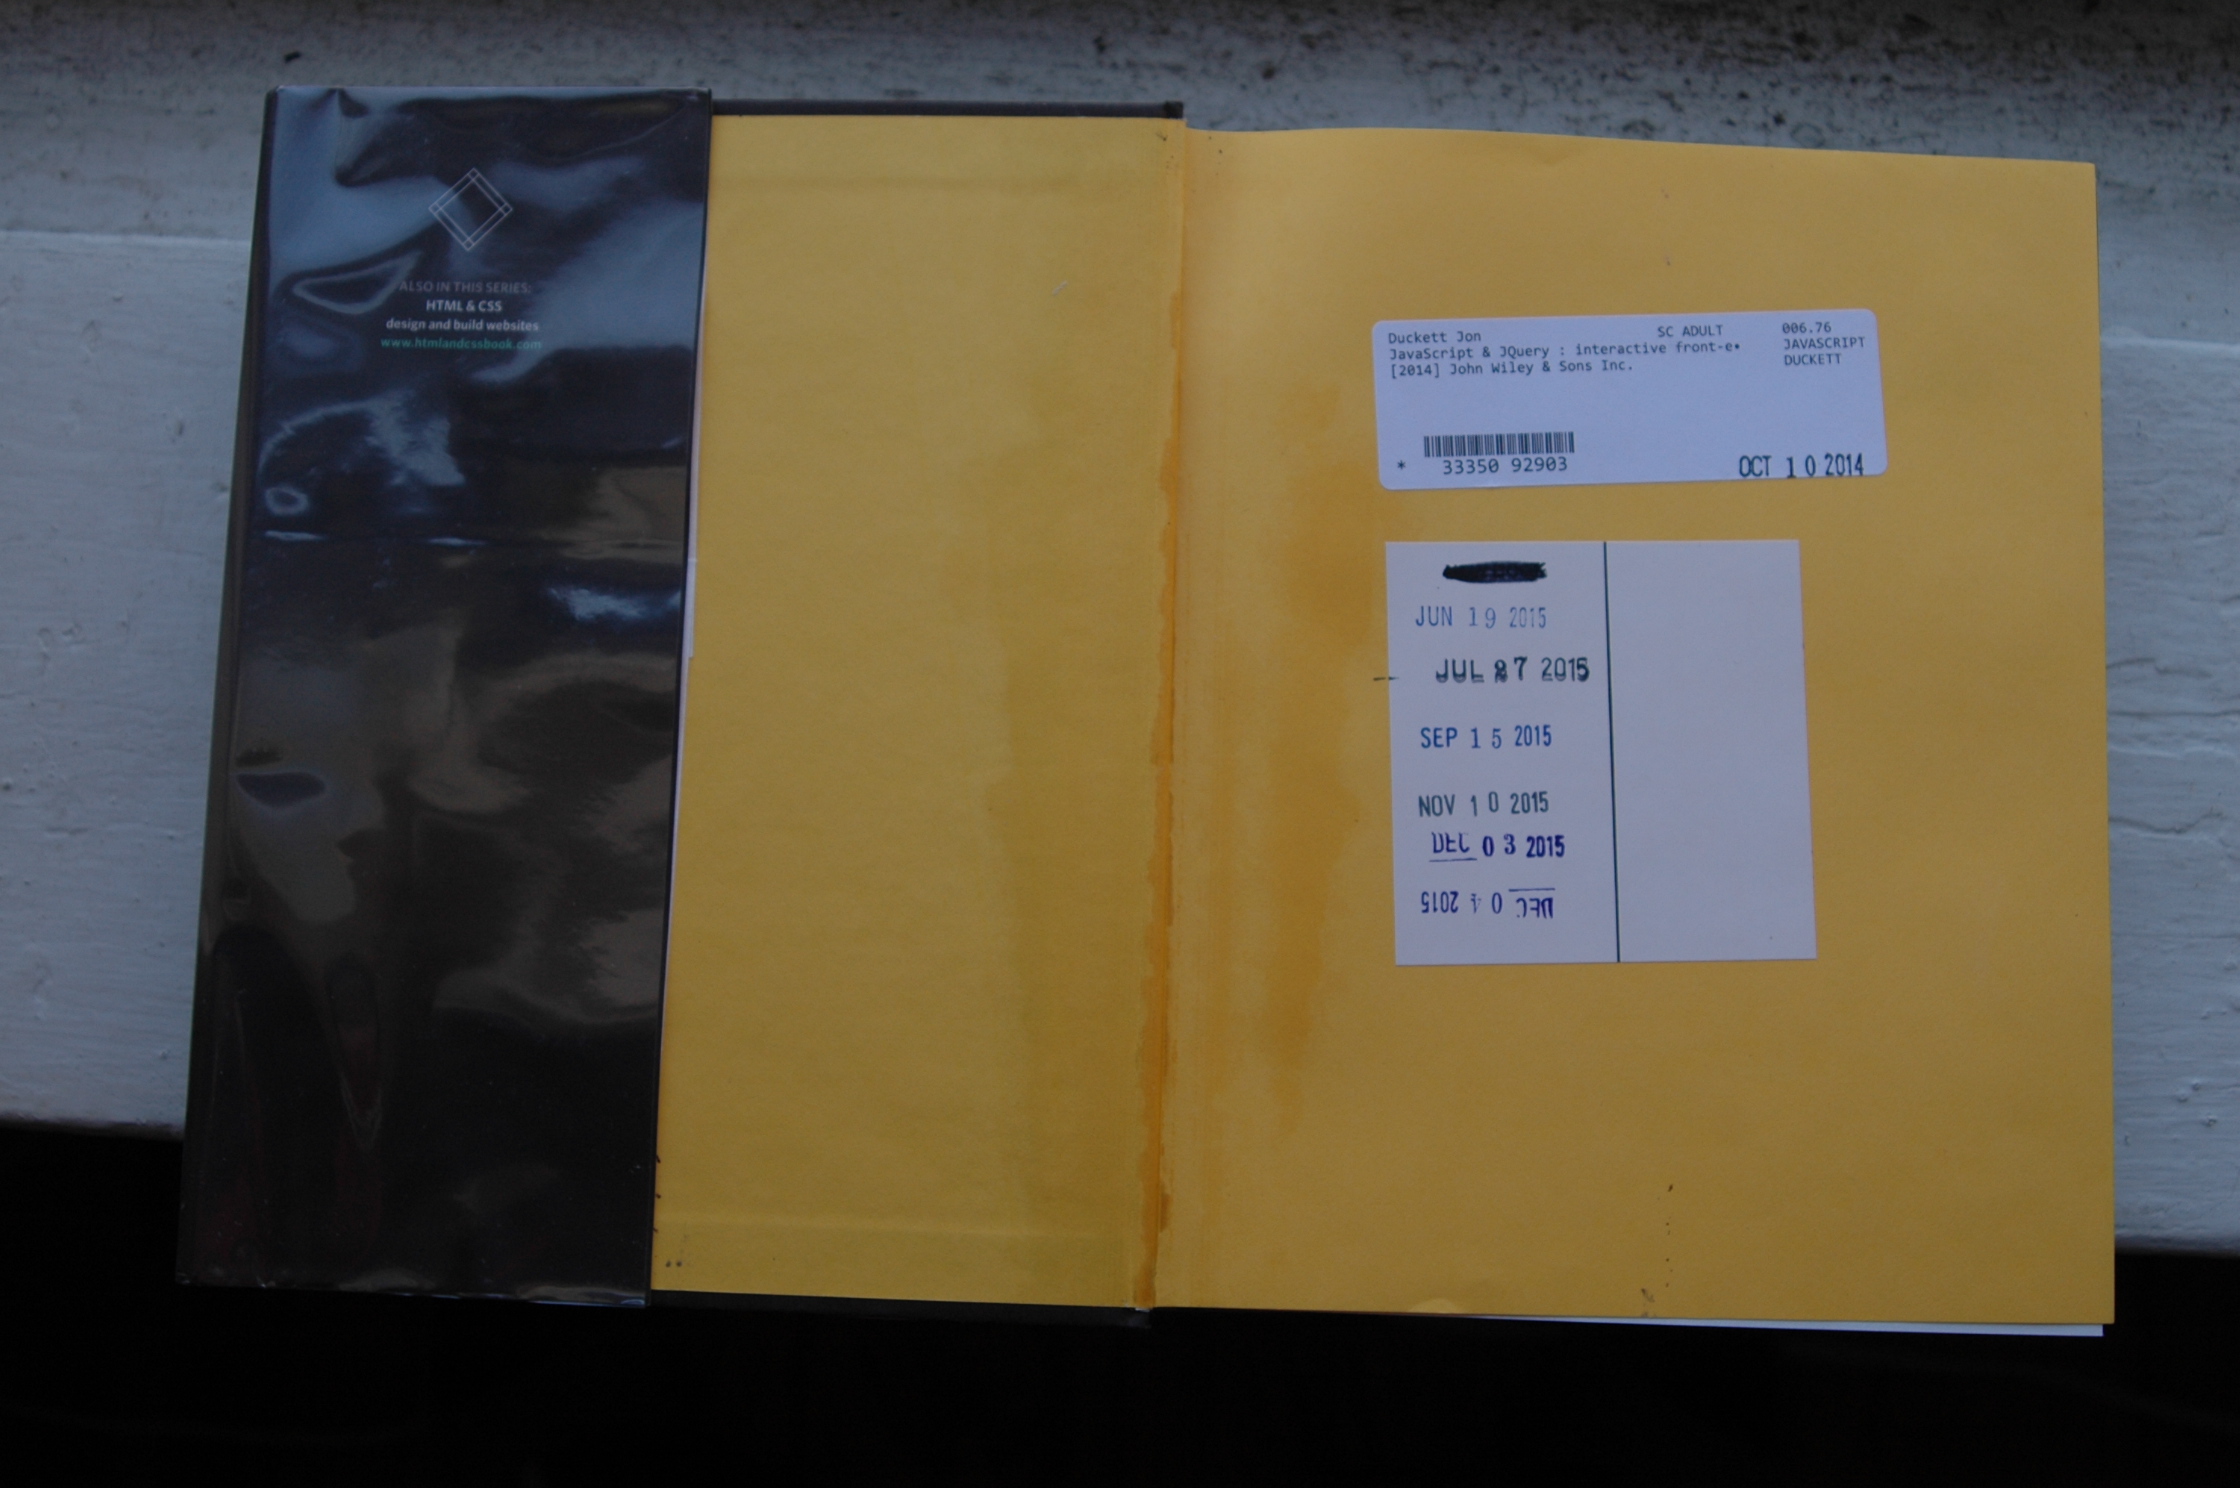 ALSO IN THIS SERIES:
HTML & CSS
design and build websites
www.htmlandcssbook.com
Duckett Jon SC ADULT 006.76
JavaScript & JQuery : interactive front-e• JAVASCRIPT
[2014] John Wiley & Sons Inc. DUCKETT
* 33350 92903 OCT 10 2014
JUN 19 2015
JUL 27 2015
SEP 15 2015
NOV 10 2015
DEC 03 2015
DEC 04 2015